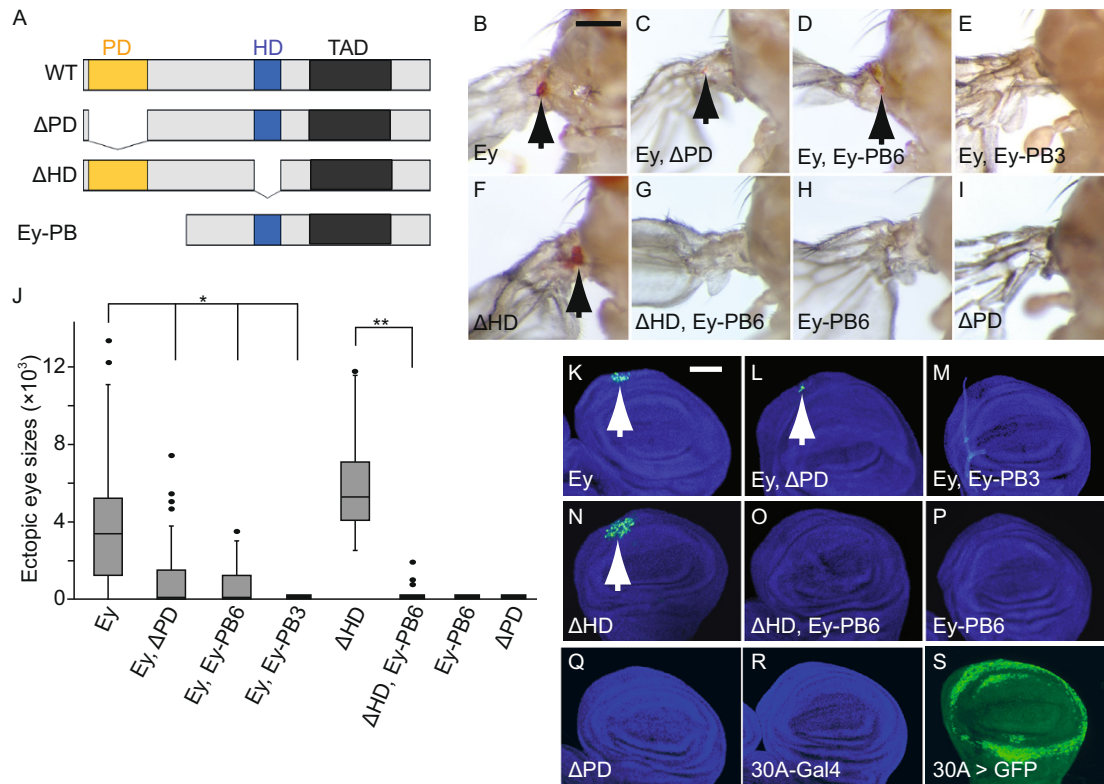 A
PD HD TAD
WT
ΔPD
ΔHD
Ey-PB
B
Ey
C
Ey, ΔPD
D
Ey, Ey-PB6
E
Ey, Ey-PB3
F
ΔHD
G
ΔHD, Ey-PB6
H
Ey-PB6
I
ΔPD
J
*
**
Ectopic eye sizes (×10³)
12
8
4
0
Ey
Ey, ΔPD
Ey, Ey-PB6
Ey, Ey-PB3
ΔHD
ΔHD, Ey-PB6
Ey-PB6
ΔPD
K
Ey
L
Ey, ΔPD
M
Ey, Ey-PB3
N
ΔHD
O
ΔHD, Ey-PB6
P
Ey-PB6
Q
ΔPD
R
30A-Gal4
S
30A > GFP